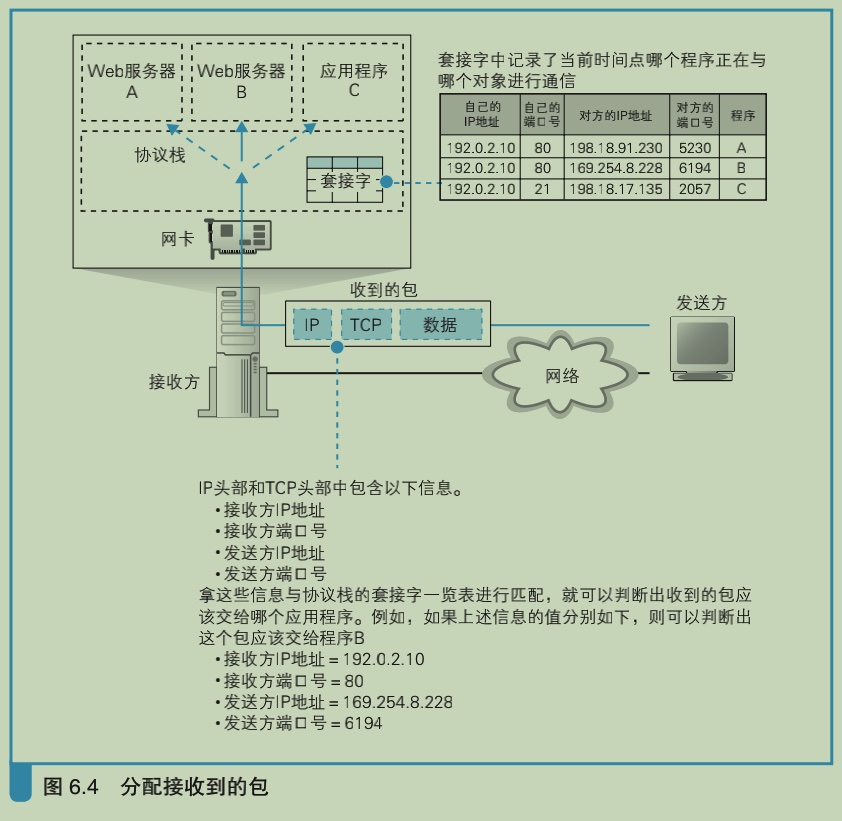 Web服务器
A
Web服务器
B
应用程序
C
协议栈
套接字
网卡
套接字中记录了当前时间点哪个程序正在与
哪个对象进行通信
自己的
IP地址
自己的
端口号
对方的IP地址
对方的
端口号
程序
192.0.2.10 80 198.18.91.230 5230 A
192.0.2.10 80 169.254.8.228 6194 B
192.0.2.10 21 198.18.17.135 2057 C
收到的包
IP TCP 数据
发送方
接收方
网络
IP头部和TCP头部中包含以下信息。
•接收方IP地址
•接收方端口号
•发送方IP地址
•发送方端口号
拿这些信息与协议栈的套接字一览表进行匹配，就可以判断出收到的包应
该交给哪个应用程序。例如，如果上述信息的值分别如下，则可以判断出
这个包应该交给程序B
•接收方IP地址=192.0.2.10
•接收方端口号=80
•发送方IP地址=169.254.8.228
•发送方端口号=6194
图 6.4 分配接收到的包